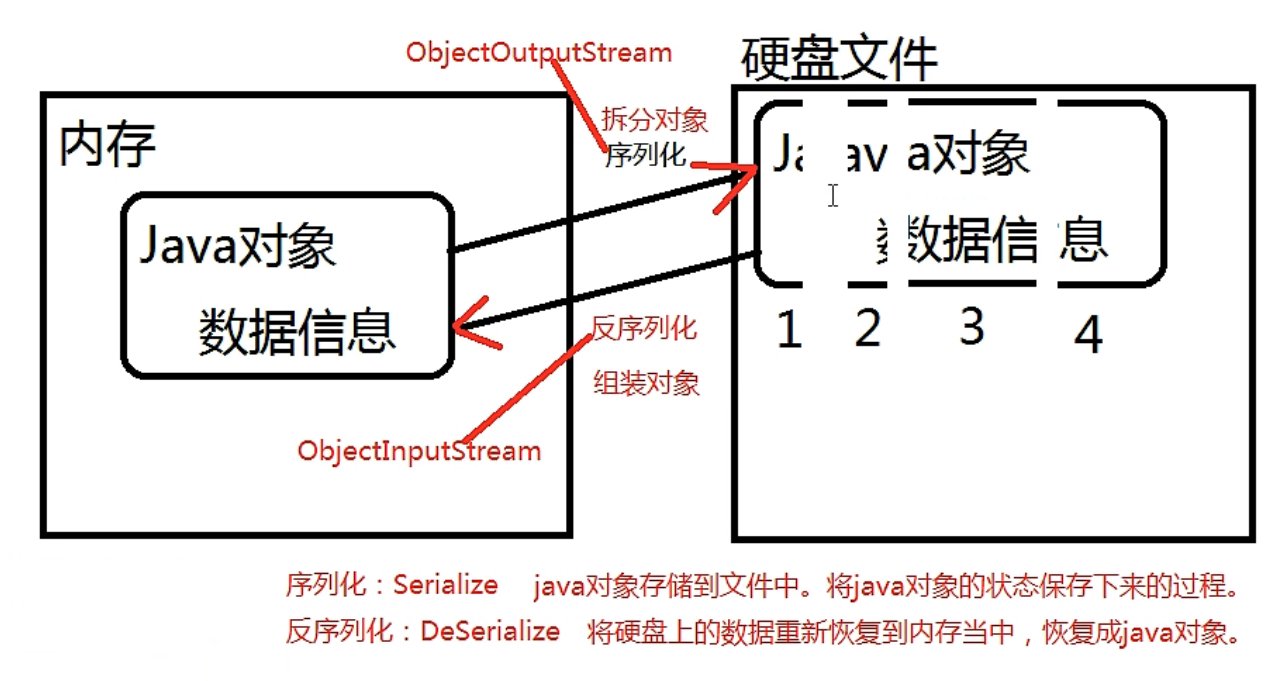 ObjectOutputStream
硬盘文件
拆分对象
序列化
内存
Java对象
数据信息
Ja av a对象
数据信 息
1 2 3 4
反序列化
组装对象
ObjectInputStream
序列化：Serialize java对象存储到文件中。将java对象的状态保存下来的过程。
反序列化：DeSerialize 将硬盘上的数据重新恢复到内存当中，恢复成java对象。